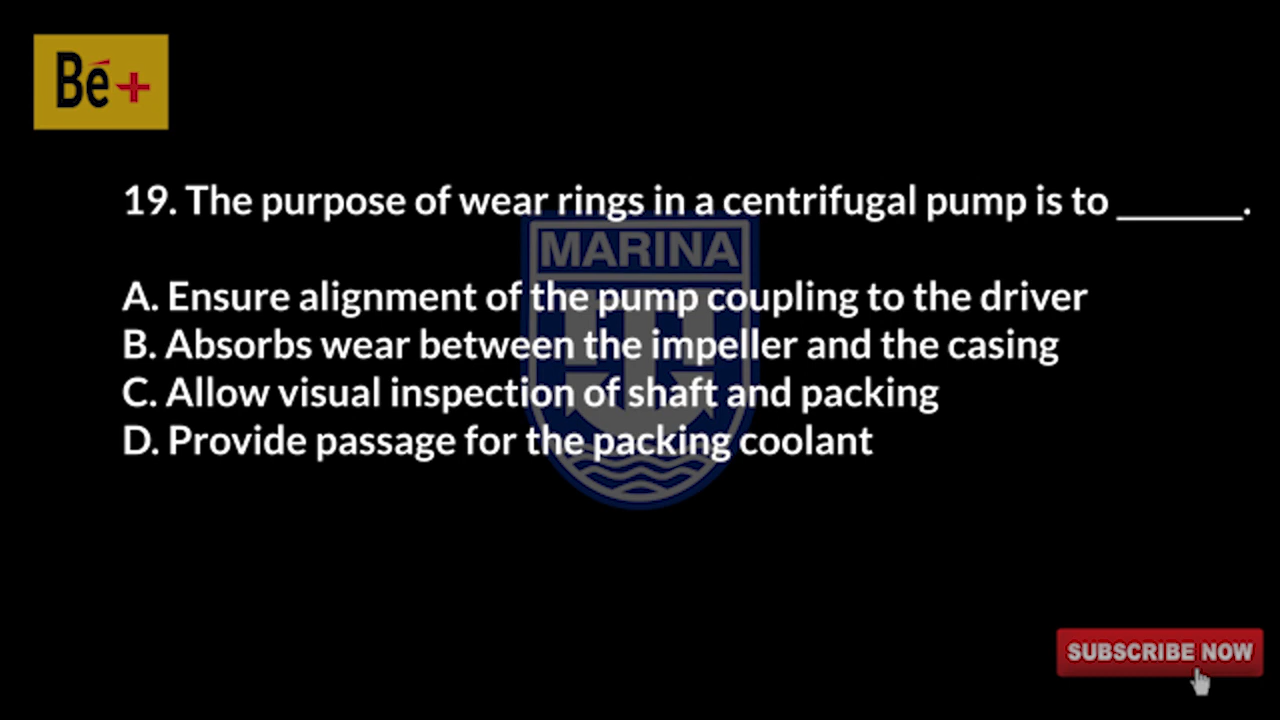 Bé+
19. The purpose of wear rings in a centrifugal pump is to ______.
MARINA
A. Ensure alignment of the pump coupling to the driver
B. Absorbs wear between the impeller and the casing
C. Allow visual inspection of shaft and packing
D. Provide passage for the packing coolant
SUBSCRIBE NOW